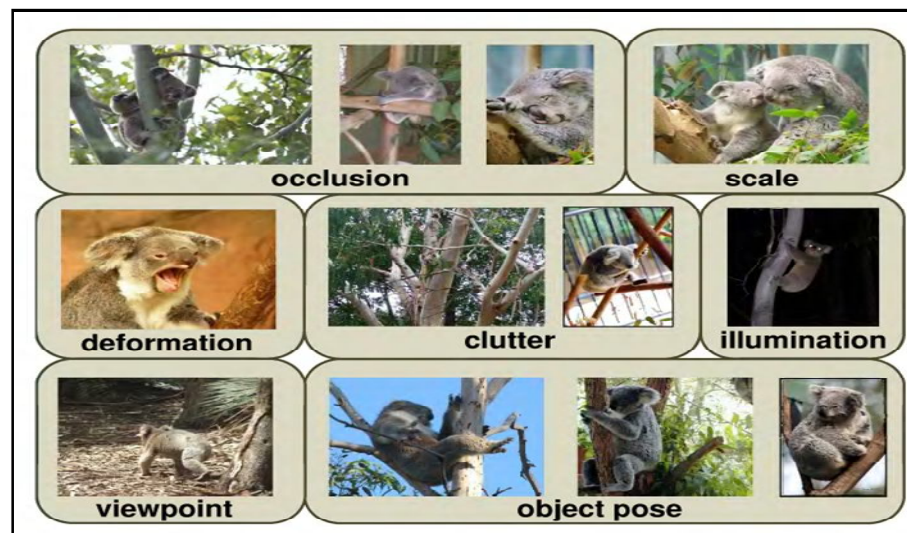 occlusion
scale
deformation
clutter
illumination
viewpoint
object pose